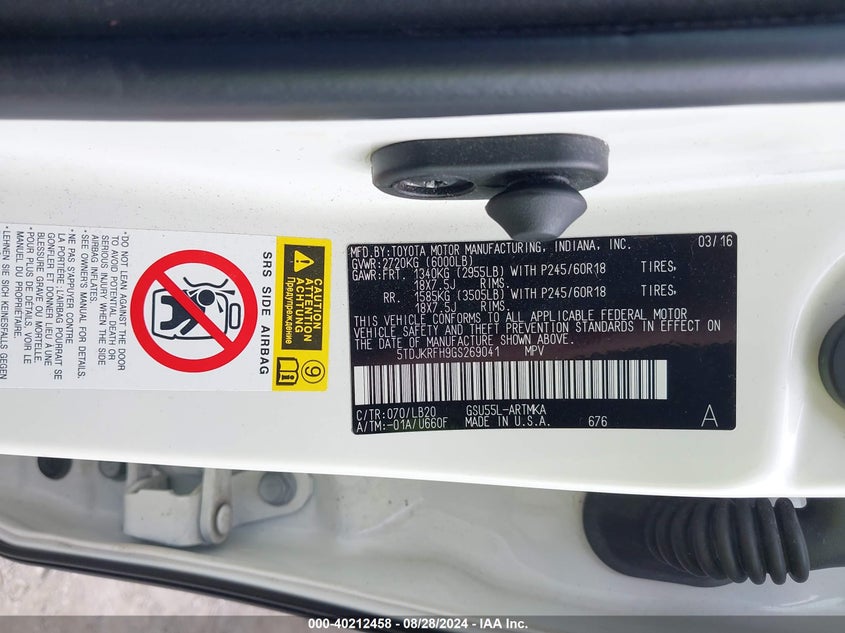 MFD.BY:TOYOTA MOTOR MANUFACTURING, INDIANA, INC. 03/16
GVWR:2720KG (6000LB)
GAWR:FRT. 1340KG (2955LB) WITH P245/60R18 TIRES,
18X7.5J RIMS,
RR. 1585KG (3505LB) WITH P245/60R18 TIRES,
18X7.5J RIMS.
THIS VEHICLE CONFORMS TO ALL APPLICABLE FEDERAL MOTOR
VEHICLE SAFETY AND THEFT PREVENTION STANDARDS IN EFFECT ON
THE DATE OF MANUFACTURE SHOWN ABOVE.
5TDJKRFH9GS269041 MPV
C/TR:070/LB20 GSU55L-ARTMKA
A/TM:-01A/U660F MADE IN U.S.A. 676 A
CAUTION
ATTENTION
ACHTUNG
Предупреждение
9
SRS SIDE AIRBAG
•DO NOT LEAN AGAINST THE DOOR
TO AVOID POSSIBLE DEATH OR
SERIOUS INJURY WHEN THE SIDE
AIRBAG INFLATES.
•SEE OWNER'S MANUAL FOR DETAILS.
•NE PAS S'APPUYER CONTRE
LA PORTIÈRE; L'AIRBAG POURRAIT SE
GONFLER ET DONNER LIEU À UNE
BLESSURE GRAVE OU MORTELLE.
•POUR PLUS DE DÉTAIL, VOIR LE
MANUEL DU PROPRIÉTAIRE.
SICH KEINESFALLS GEGEN
000-40212458 - 08/28/2024 - IAA Inc.